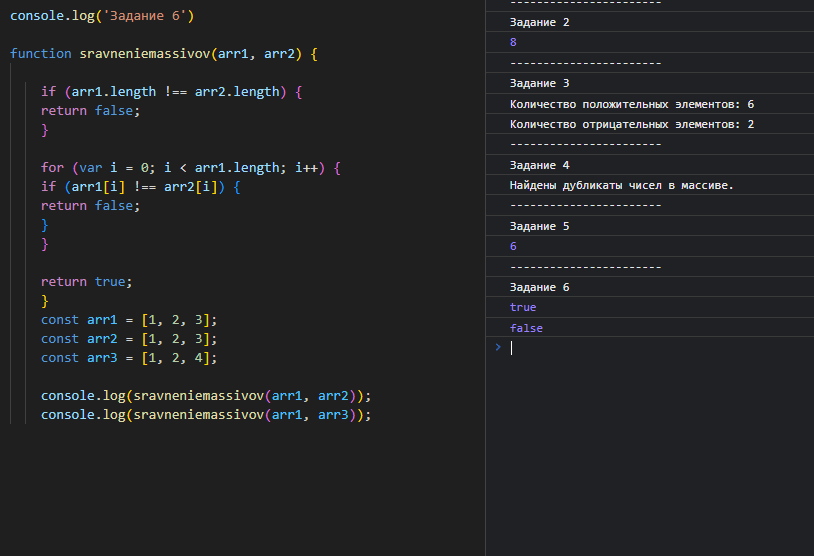 console.log('Задание 6')
function sravneniemassivov(arr1, arr2) {
if (arr1.length !== arr2.length) {
return false;
}
for (var i = 0; i < arr1.length; i++) {
if (arr1[i] !== arr2[i]) {
return false;
}
}
return true;
}
const arr1 = [1, 2, 3];
const arr2 = [1, 2, 3];
const arr3 = [1, 2, 4];
console.log(sravneniemassivov(arr1, arr2));
console.log(sravneniemassivov(arr1, arr3));
-----------------------
Задание 2
8
-----------------------
Задание 3
Количество положительных элементов: 6
Количество отрицательных элементов: 2
-----------------------
Задание 4
Найдены дубликаты чисел в массиве.
-----------------------
Задание 5
6
-----------------------
Задание 6
true
false
>